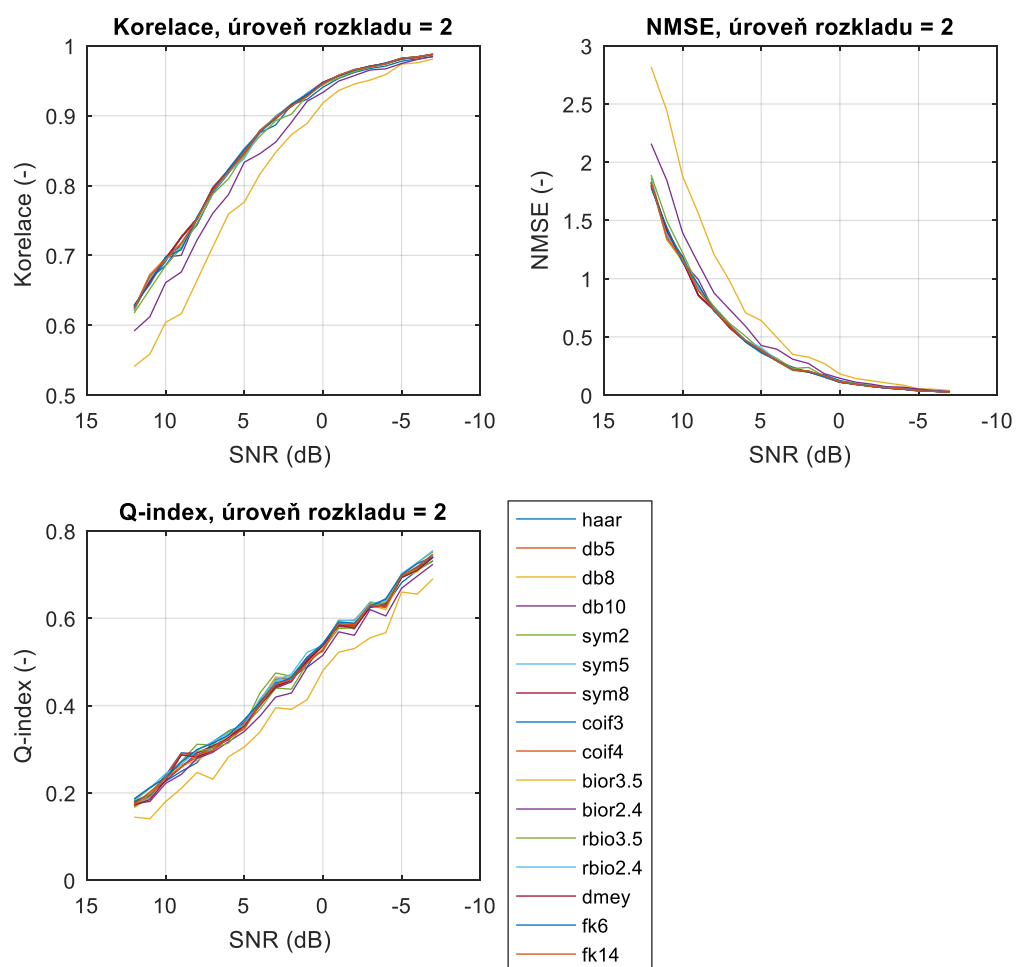 Korelace, úroveň rozkladu = 2
1
0.9
0.8
0.7
0.6
0.5
Korelace (-)
15 10 5 0 -5 -10
SNR (dB)
NMSE, úroveň rozkladu = 2
3
2.5
2
1.5
1
0.5
0
NMSE (-)
15 10 5 0 -5 -10
SNR (dB)
Q-index, úroveň rozkladu = 2
0.8
0.6
0.4
0.2
0
Q-index (-)
15 10 5 0 -5 -10
SNR (dB)
haar
db5
db8
db10
sym2
sym5
sym8
coif3
coif4
bior3.5
bior2.4
rbio3.5
rbio2.4
dmey
fk6
fk14